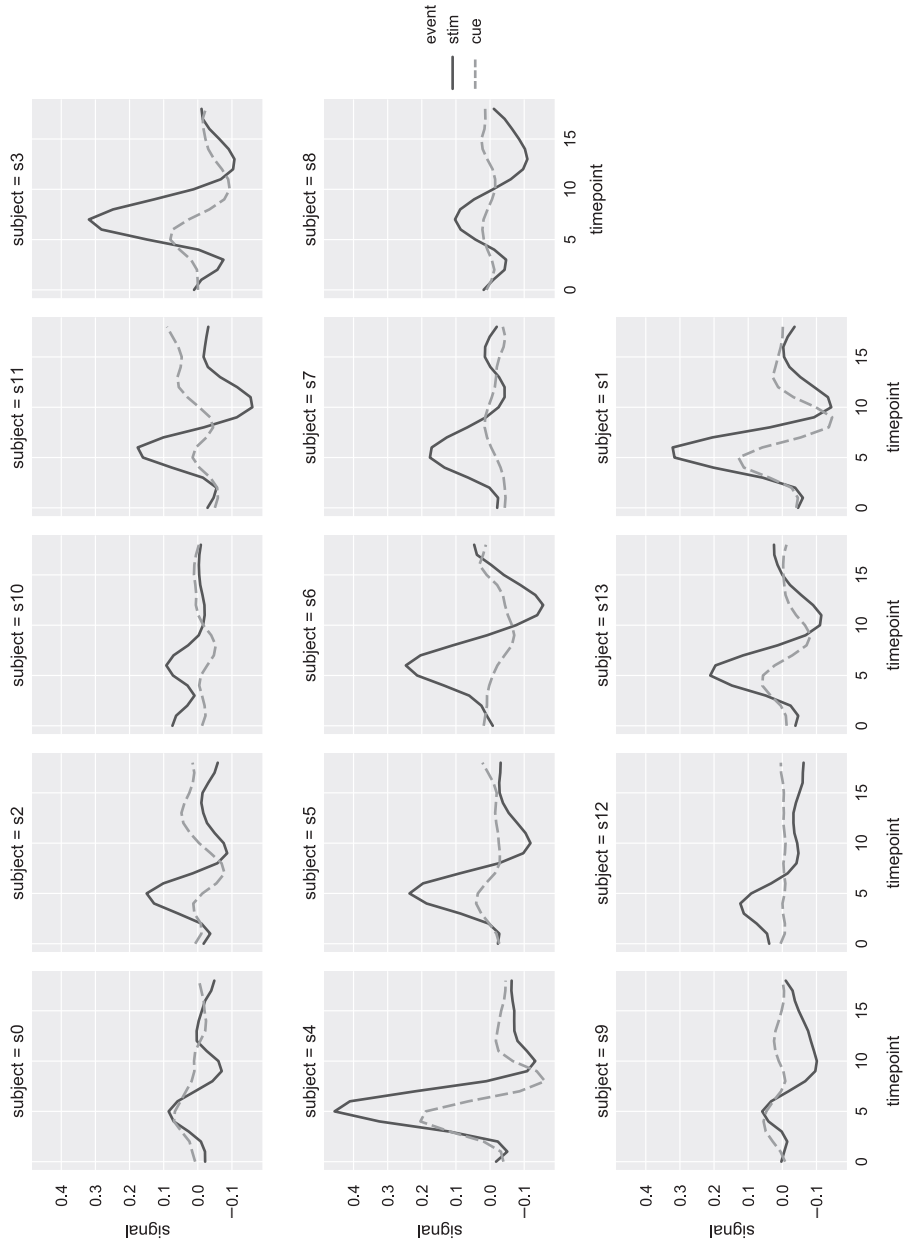 subject = s0 subject = s2 subject = s10 subject = s11 subject = s3
0.4
0.3
0.2
0.1
0.0
−0.1
signal
subject = s4 subject = s5 subject = s6 subject = s7 subject = s8
0.4
0.3
0.2
0.1
0.0
−0.1
signal
0 5 10 15
timepoint
event
stim
cue
subject = s9 subject = s12 subject = s13 subject = s1
0.4
0.3
0.2
0.1
0.0
−0.1
signal
0 5 10 15 0 5 10 15 0 5 10 15 0 5 10 15
timepoint timepoint timepoint timepoint